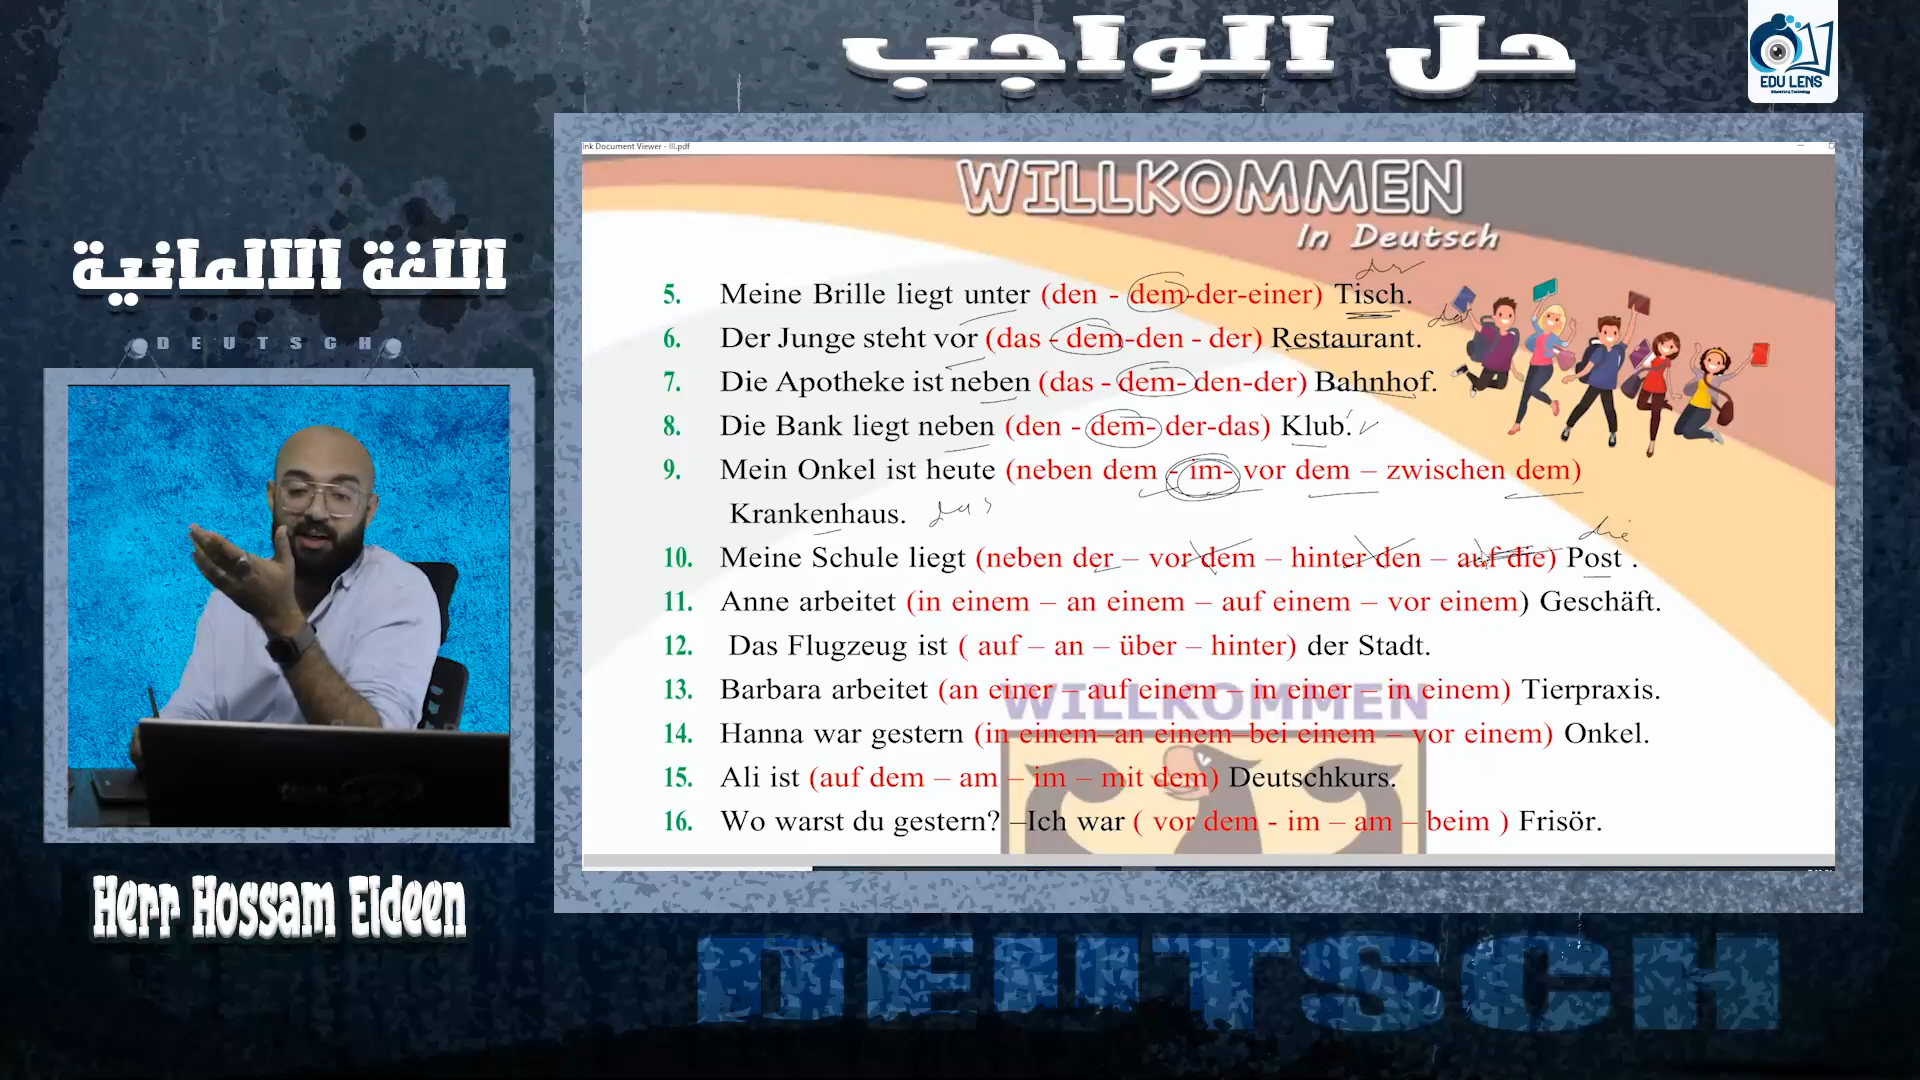 حل الواجب
EDU LENS
اللغة الالمانية
DEUTSCH
Herr Hossam Eldeen
Ink Document Viewer - III.pdf
WILLKOMMEN
In Deutsch
der
5. Meine Brille liegt unter (den - dem-der-einer) Tisch.
das
6. Der Junge steht vor (das - dem-den - der) Restaurant.
7. Die Apotheke ist neben (das - dem- den-der) Bahnhof.
8. Die Bank liegt neben (den - dem- der-das) Klub.
9. Mein Onkel ist heute (neben dem - im- vor dem – zwischen dem)
Krankenhaus. das
die
10. Meine Schule liegt (neben der – vor dem – hinter den – auf die) Post .
11. Anne arbeitet (in einem – an einem – auf einem – vor einem) Geschäft.
12. Das Flugzeug ist ( auf – an – über – hinter) der Stadt.
13. Barbara arbeitet (an einer – auf einem – in einer – in einem) Tierpraxis.
WILLKOMMEN
14. Hanna war gestern (in einem–an einem–bei einem – vor einem) Onkel.
15. Ali ist (auf dem – am – im – mit dem) Deutschkurs.
16. Wo warst du gestern? –Ich war ( vor dem - im – am – beim ) Frisör.
DEUTSCH